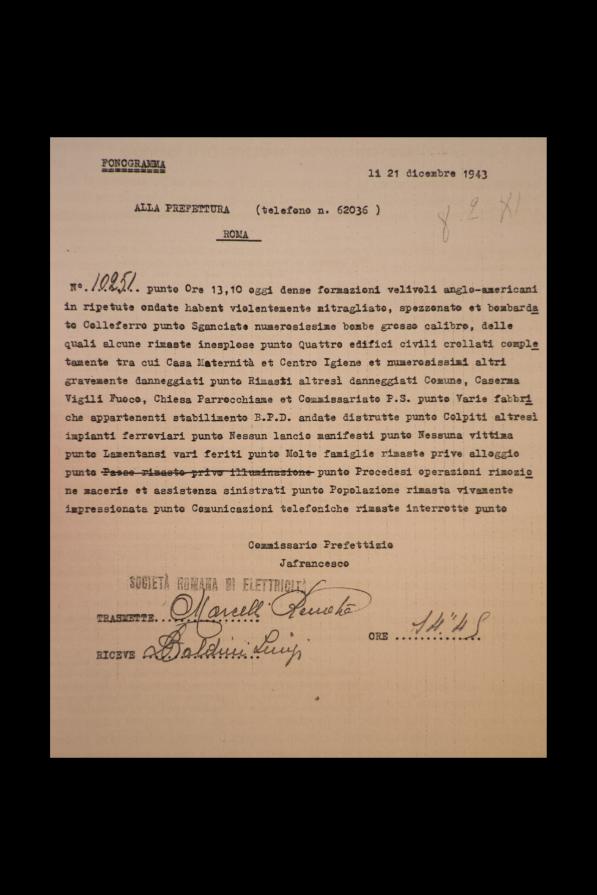 FONOGRAMMA
li 21 dicembre 1943
ALLA PREFETTURA (telefono n. 62036 )
ROMA
N°.10251. punto Ore 13,10 oggi dense formazioni velivoli anglo-americani
in ripetute ondate habent violentemente mitragliato, spezzonato et bombarda
to Colleferro punto Sganciate numerosissime bombe grosso calibro, delle
quali alcune rimaste inesplose punto Quattro edifici civili crollati comple
tamente tra cui Casa Maternità et Centro Igiene et numerosissimi altri
gravemente danneggiati punto Rimasti altresì danneggiati Comune, Caserma
Vigili Fuoco, Chiesa Parrocchiame et Commissariato P.S. punto Varie fabbri
che appartenenti stabilimento B.P.D. andate distrutte punto Colpiti altresì
impianti ferroviari punto Nessun lancio manifesti punto Nessuna vittima
punto Lamentansi vari feriti punto Molte famiglie rimaste prive alloggio
punto Paese rimasto privo illuminazione punto Procedesi operazioni rimozio
ne macerie et assistenza sinistrati punto Popolazione rimasta vivamente
impressionata punto Comunicazioni telefoniche rimaste interrotte punto
Commissario Prefettizio
Jafrancesco
SOCIETÀ ROMANA DI ELETTRICITÀ
TRASMETTE. Marcelli
RICEVE Baldini Luigi
ORE 14"45